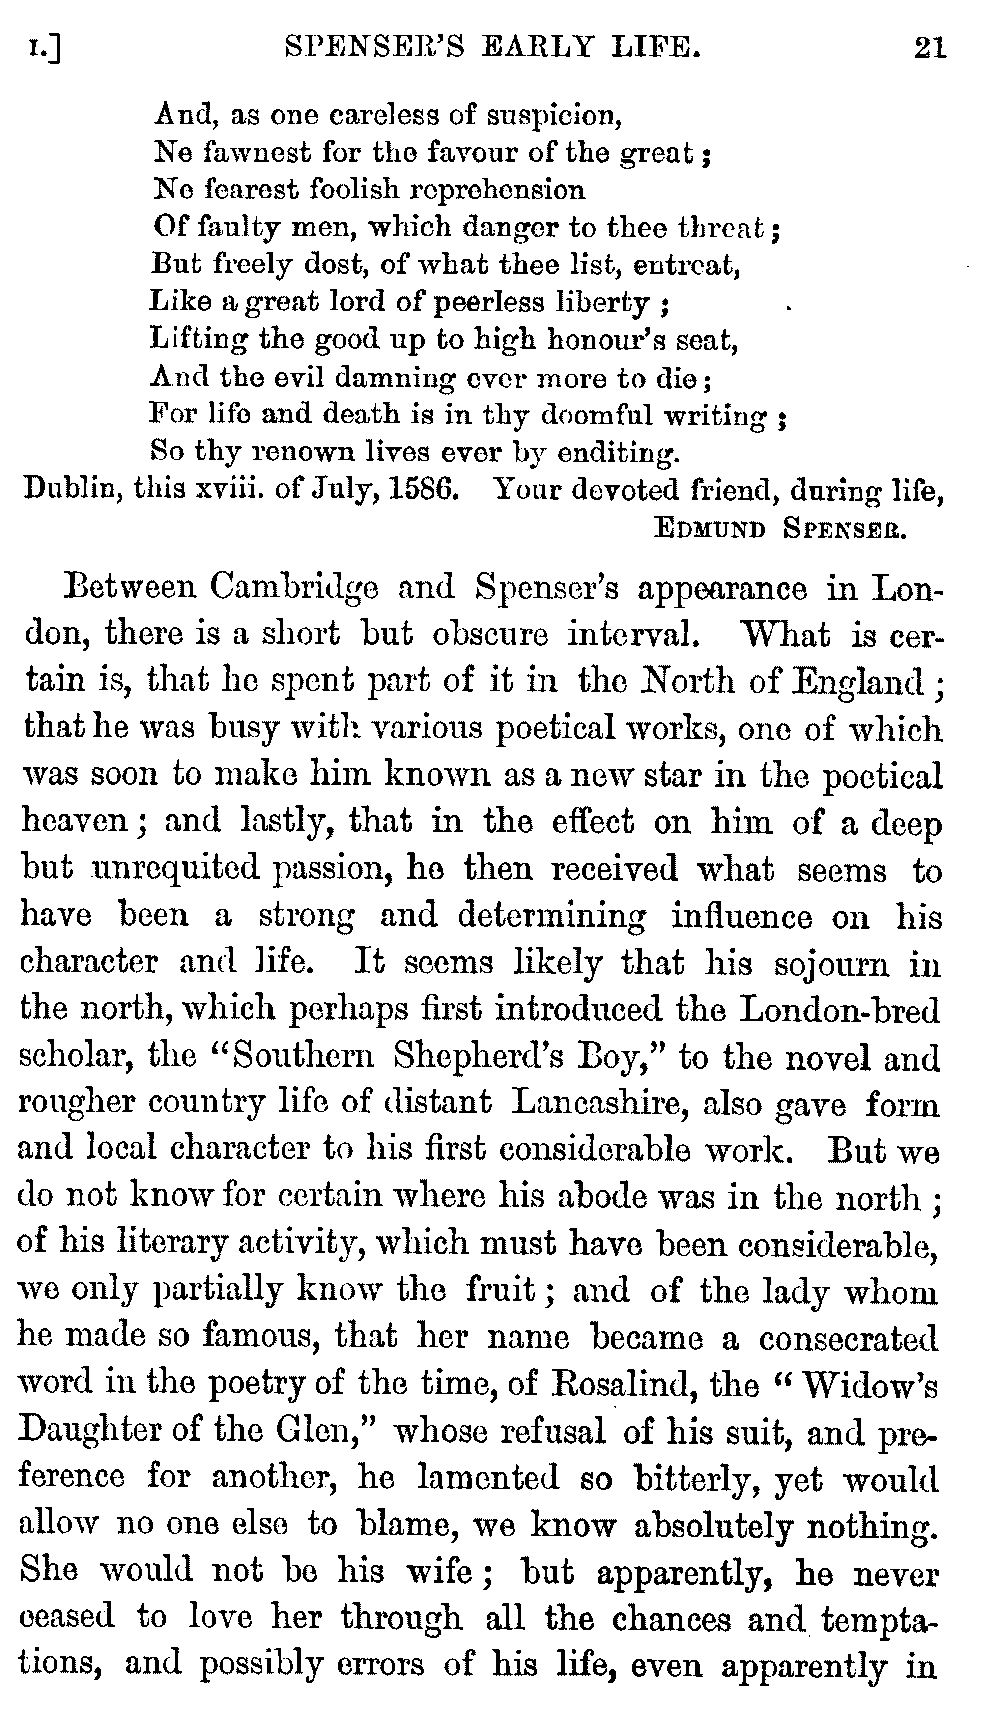 I.] SPENSER'S EARLY LIFE. 21
And, as one careless of suspicion,
Ne fawnest for the favour of the great;
Ne fearest foolish reprehension
Of faulty men, which danger to thee threat;
But freely dost, of what thee list, entreat,
Like a great lord of peerless liberty;
Lifting the good up to high honour's seat,
And the evil damning ever more to die;
For life and death is in thy doomful writing;
So thy renown lives ever by enditing.
Dublin, this xviii. of July, 1586. Your devoted friend, during life,
EDMUND SPENSER.
Between Cambridge and Spenser's appearance in Lon-
don, there is a short but obscure interval. What is cer-
tain is, that he spent part of it in the North of England;
that he was busy with various poetical works, one of which
was soon to make him known as a new star in the poetical
heaven; and lastly, that in the effect on him of a deep
but unrequited passion, he then received what seems to
have been a strong and determining influence on his
character and life. It seems likely that his sojourn in
the north, which perhaps first introduced the London-bred
scholar, the "Southern Shepherd's Boy," to the novel and
rougher country life of distant Lancashire, also gave form
and local character to his first considerable work. But we
do not know for certain where his abode was in the north;
of his literary activity, which must have been considerable,
we only partially know the fruit; and of the lady whom
he made so famous, that her name became a consecrated
word in the poetry of the time, of Rosalind, the "Widow's
Daughter of the Glen," whose refusal of his suit, and pre-
ference for another, he lamented so bitterly, yet would
allow no one else to blame, we know absolutely nothing.
She would not be his wife; but apparently, he never
ceased to love her through all the chances and tempta-
tions, and possibly errors of his life, even apparently in